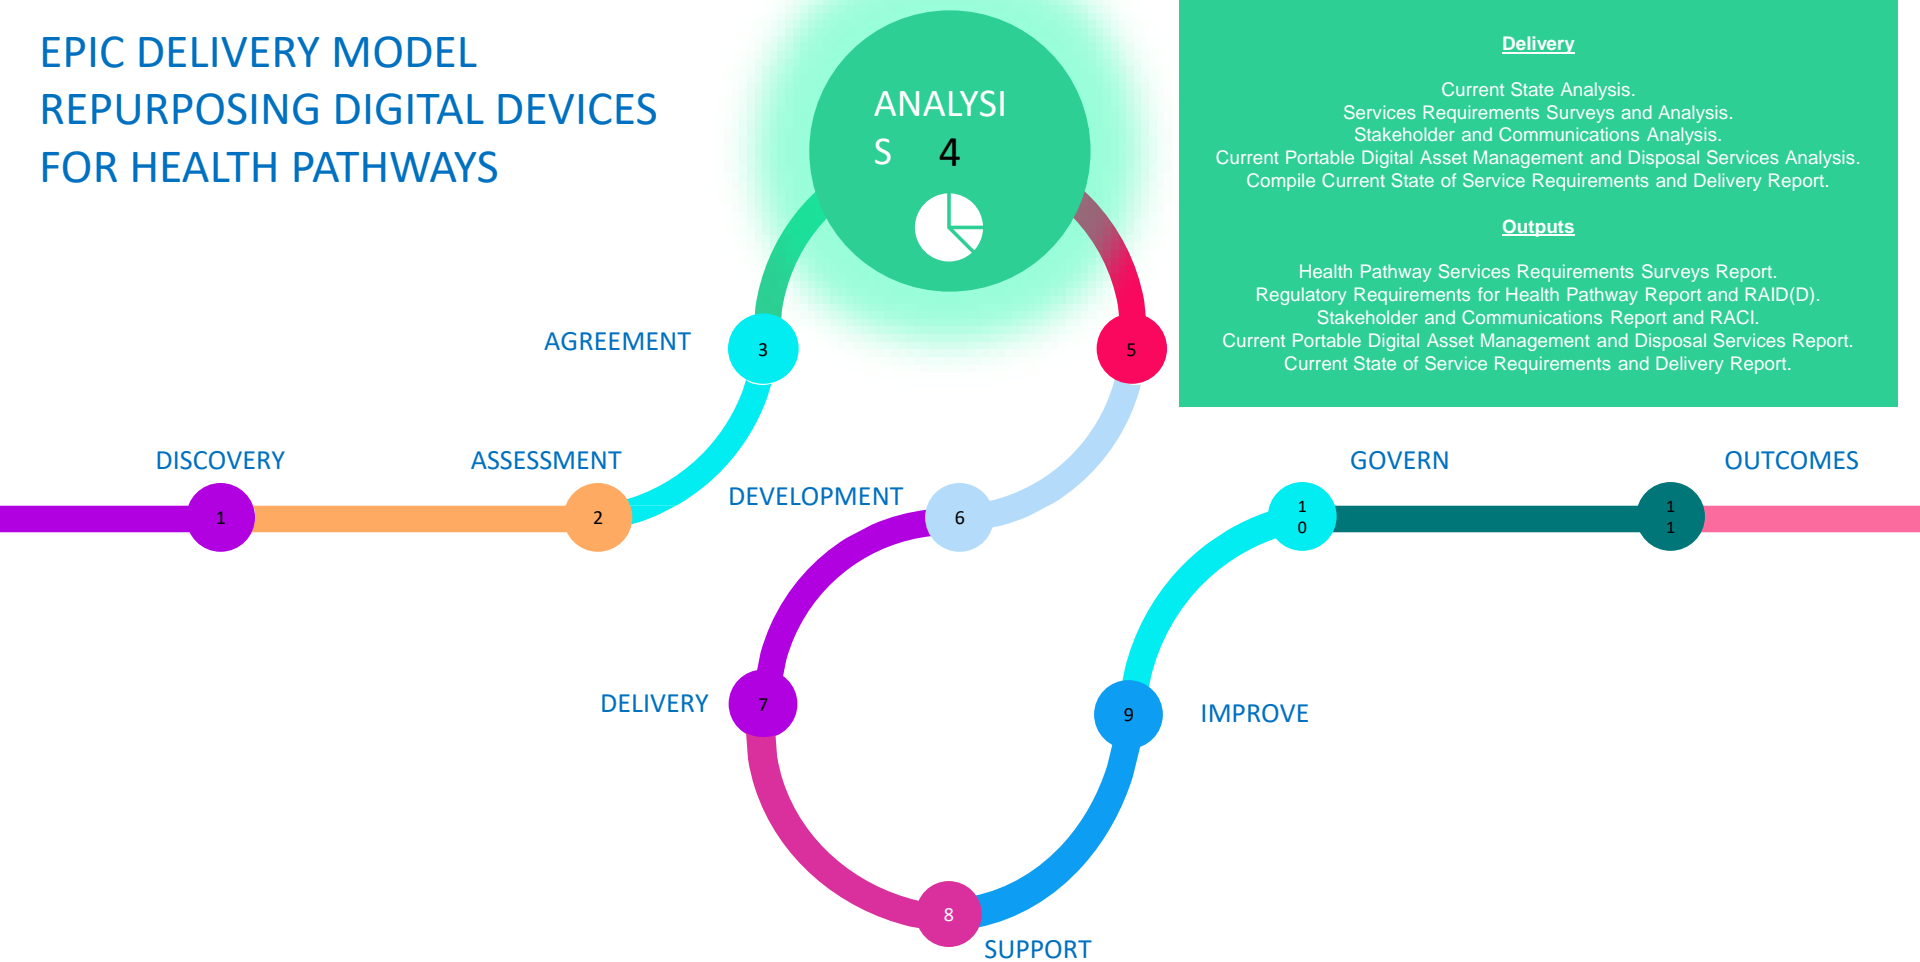 EPIC DELIVERY MODEL
REPURPOSING DIGITAL DEVICES
FOR HEALTH PATHWAYS
ANALYSI
S 4
Delivery
Current State Analysis.
Services Requirements Surveys and Analysis.
Stakeholder and Communications Analysis.
Current Portable Digital Asset Management and Disposal Services Analysis.
Compile Current State of Service Requirements and Delivery Report.
Outputs
Health Pathway Services Requirements Surveys Report.
Regulatory Requirements for Health Pathway Report and RAID(D).
Stakeholder and Communications Report and RACI.
Current Portable Digital Asset Management and Disposal Services Report.
Current State of Service Requirements and Delivery Report.
AGREEMENT
3
5
DISCOVERY
1
ASSESSMENT
2
DEVELOPMENT
6
GOVERN
1
0
OUTCOMES
1
1
DELIVERY
7
9
IMPROVE
8
SUPPORT